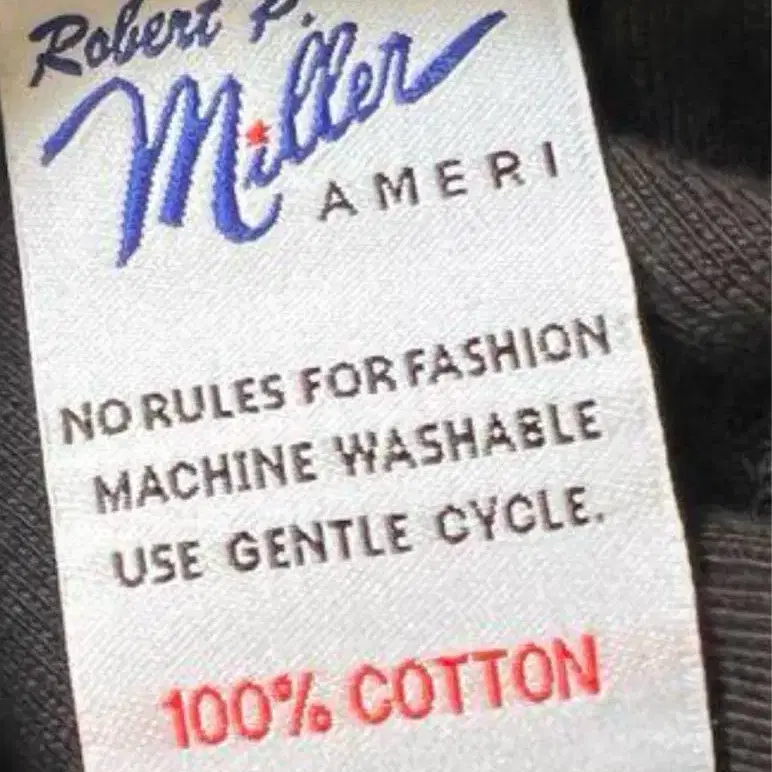 Robert P.
Miller
AMERI
NO RULES FOR FASHION
MACHINE WASHABLE
USE GENTLE CYCLE.
100% COTTON